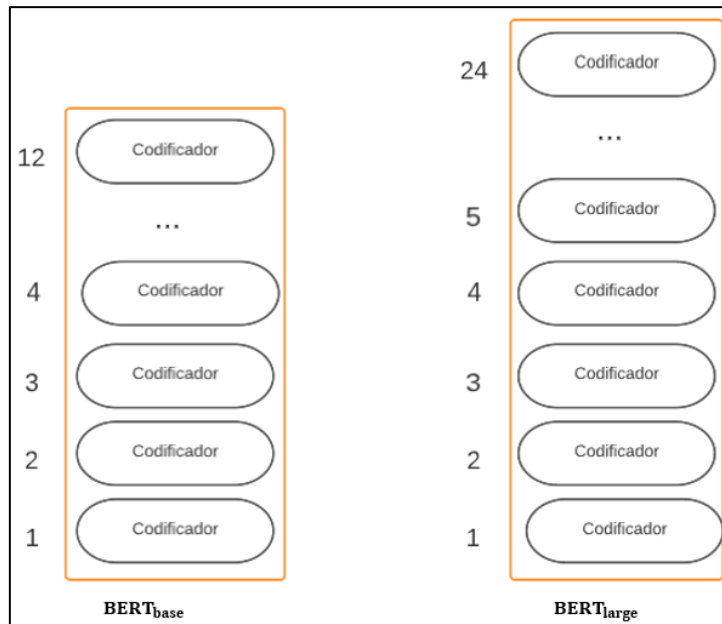 12 Codificador
...
4 Codificador
3 Codificador
2 Codificador
1 Codificador
BERTbase
24 Codificador
...
5 Codificador
4 Codificador
3 Codificador
2 Codificador
1 Codificador
BERTlarge